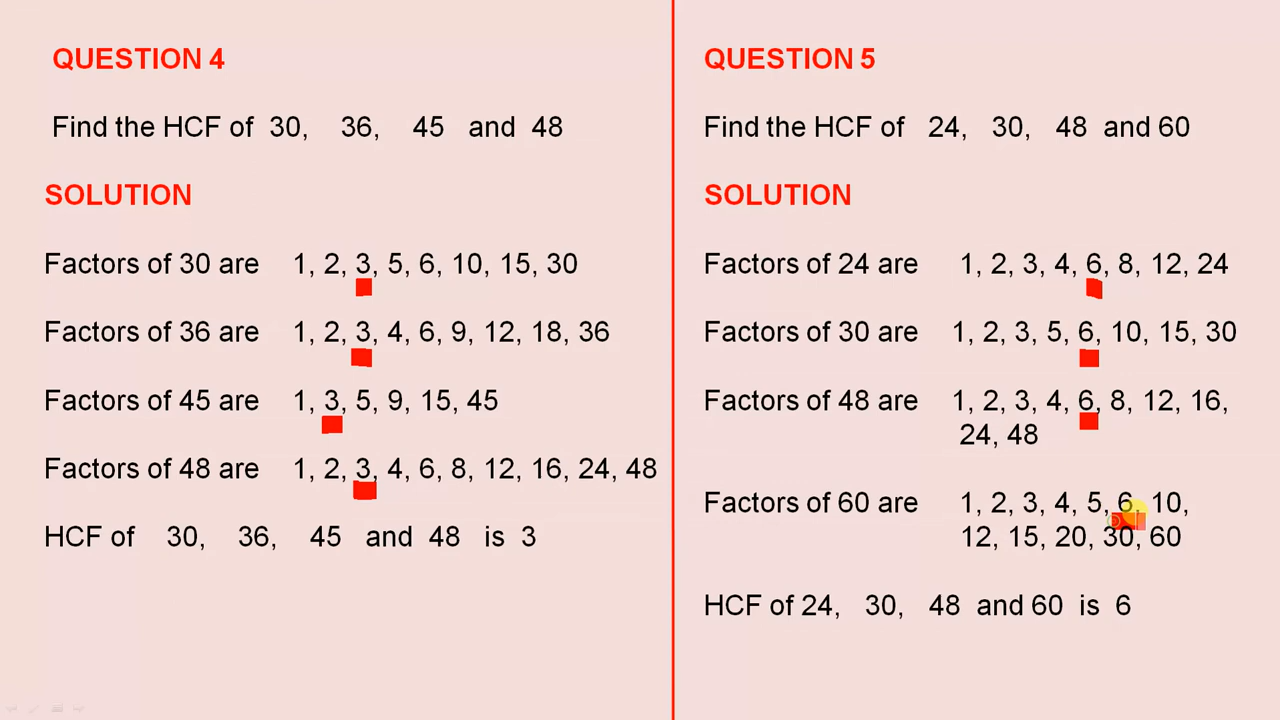 QUESTION 4
Find the HCF of 30, 36, 45 and 48
SOLUTION
Factors of 30 are 1, 2, 3, 5, 6, 10, 15, 30
Factors of 36 are 1, 2, 3, 4, 6, 9, 12, 18, 36
Factors of 45 are 1, 3, 5, 9, 15, 45
Factors of 48 are 1, 2, 3, 4, 6, 8, 12, 16, 24, 48
HCF of 30, 36, 45 and 48 is 3
QUESTION 5
Find the HCF of 24, 30, 48 and 60
SOLUTION
Factors of 24 are 1, 2, 3, 4, 6, 8, 12, 24
Factors of 30 are 1, 2, 3, 5, 6, 10, 15, 30
Factors of 48 are 1, 2, 3, 4, 6, 8, 12, 16,
24, 48
Factors of 60 are 1, 2, 3, 4, 5, 6, 10,
12, 15, 20, 30, 60
HCF of 24, 30, 48 and 60 is 6